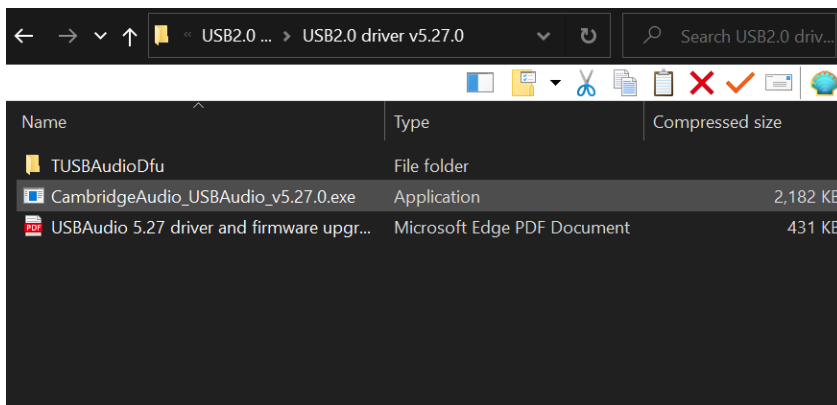 « USB2.0 ... > USB2.0 driver v5.27.0 Search USB2.0 driv...
Name Type Compressed size
TUSBAudioDfu File folder
CambridgeAudio_USBAudio_v5.27.0.exe Application 2,182 KB
PDF USBAudio 5.27 driver and firmware upgr... Microsoft Edge PDF Document 431 KB